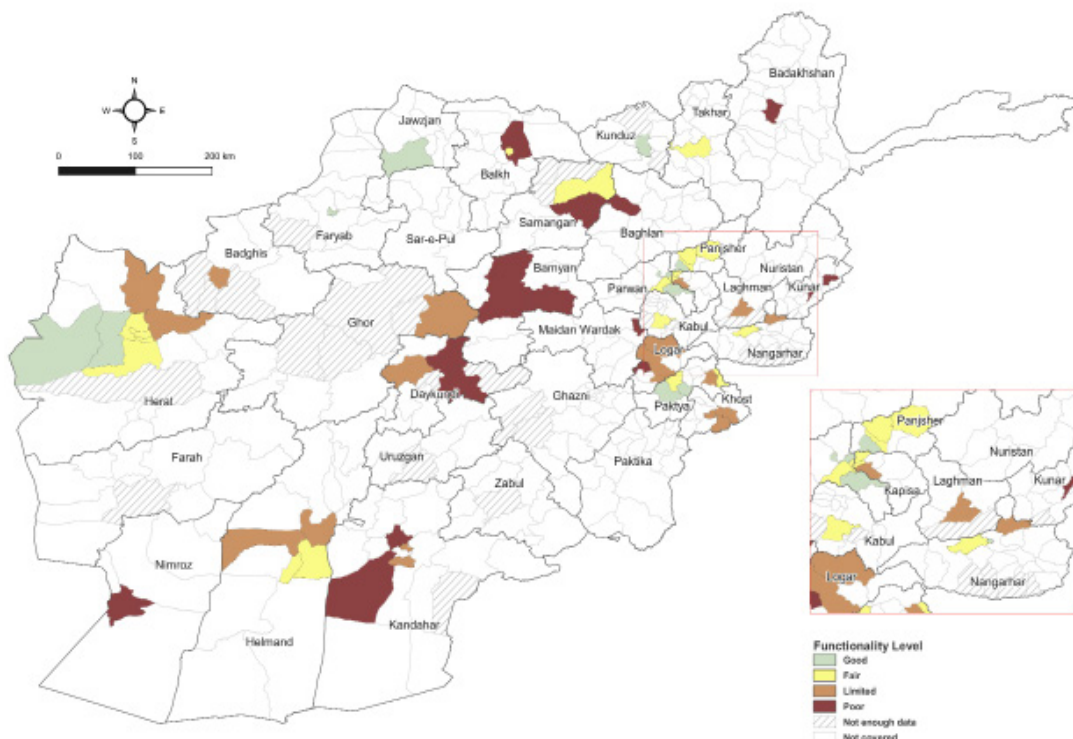 Badakhshan
Takhar
Jawzjan
Kunduz
N
W E
S
0 100 200 km
Balkh
Samangan
Faryab
Sar-e-Pul
Baghlan
Badghis
Panjsher
Bamyan
Nuristan
Parwan
Laghman
Kunar
Ghor
Maidan Wardak
Kabul
Logar
Nangarhar
Herat
Daykundi
Ghazni
Khost
Paktya
Farah
Uruzgan
Paktika
Zabul
Nimroz
Kandahar
Helmand
Panjsher
Nuristan
Laghman
Kunar
Kapisa
Kabul
Logar
Nangarhar
Functionality Level
Good
Fair
Limited
Poor
Not enough data
Not covered